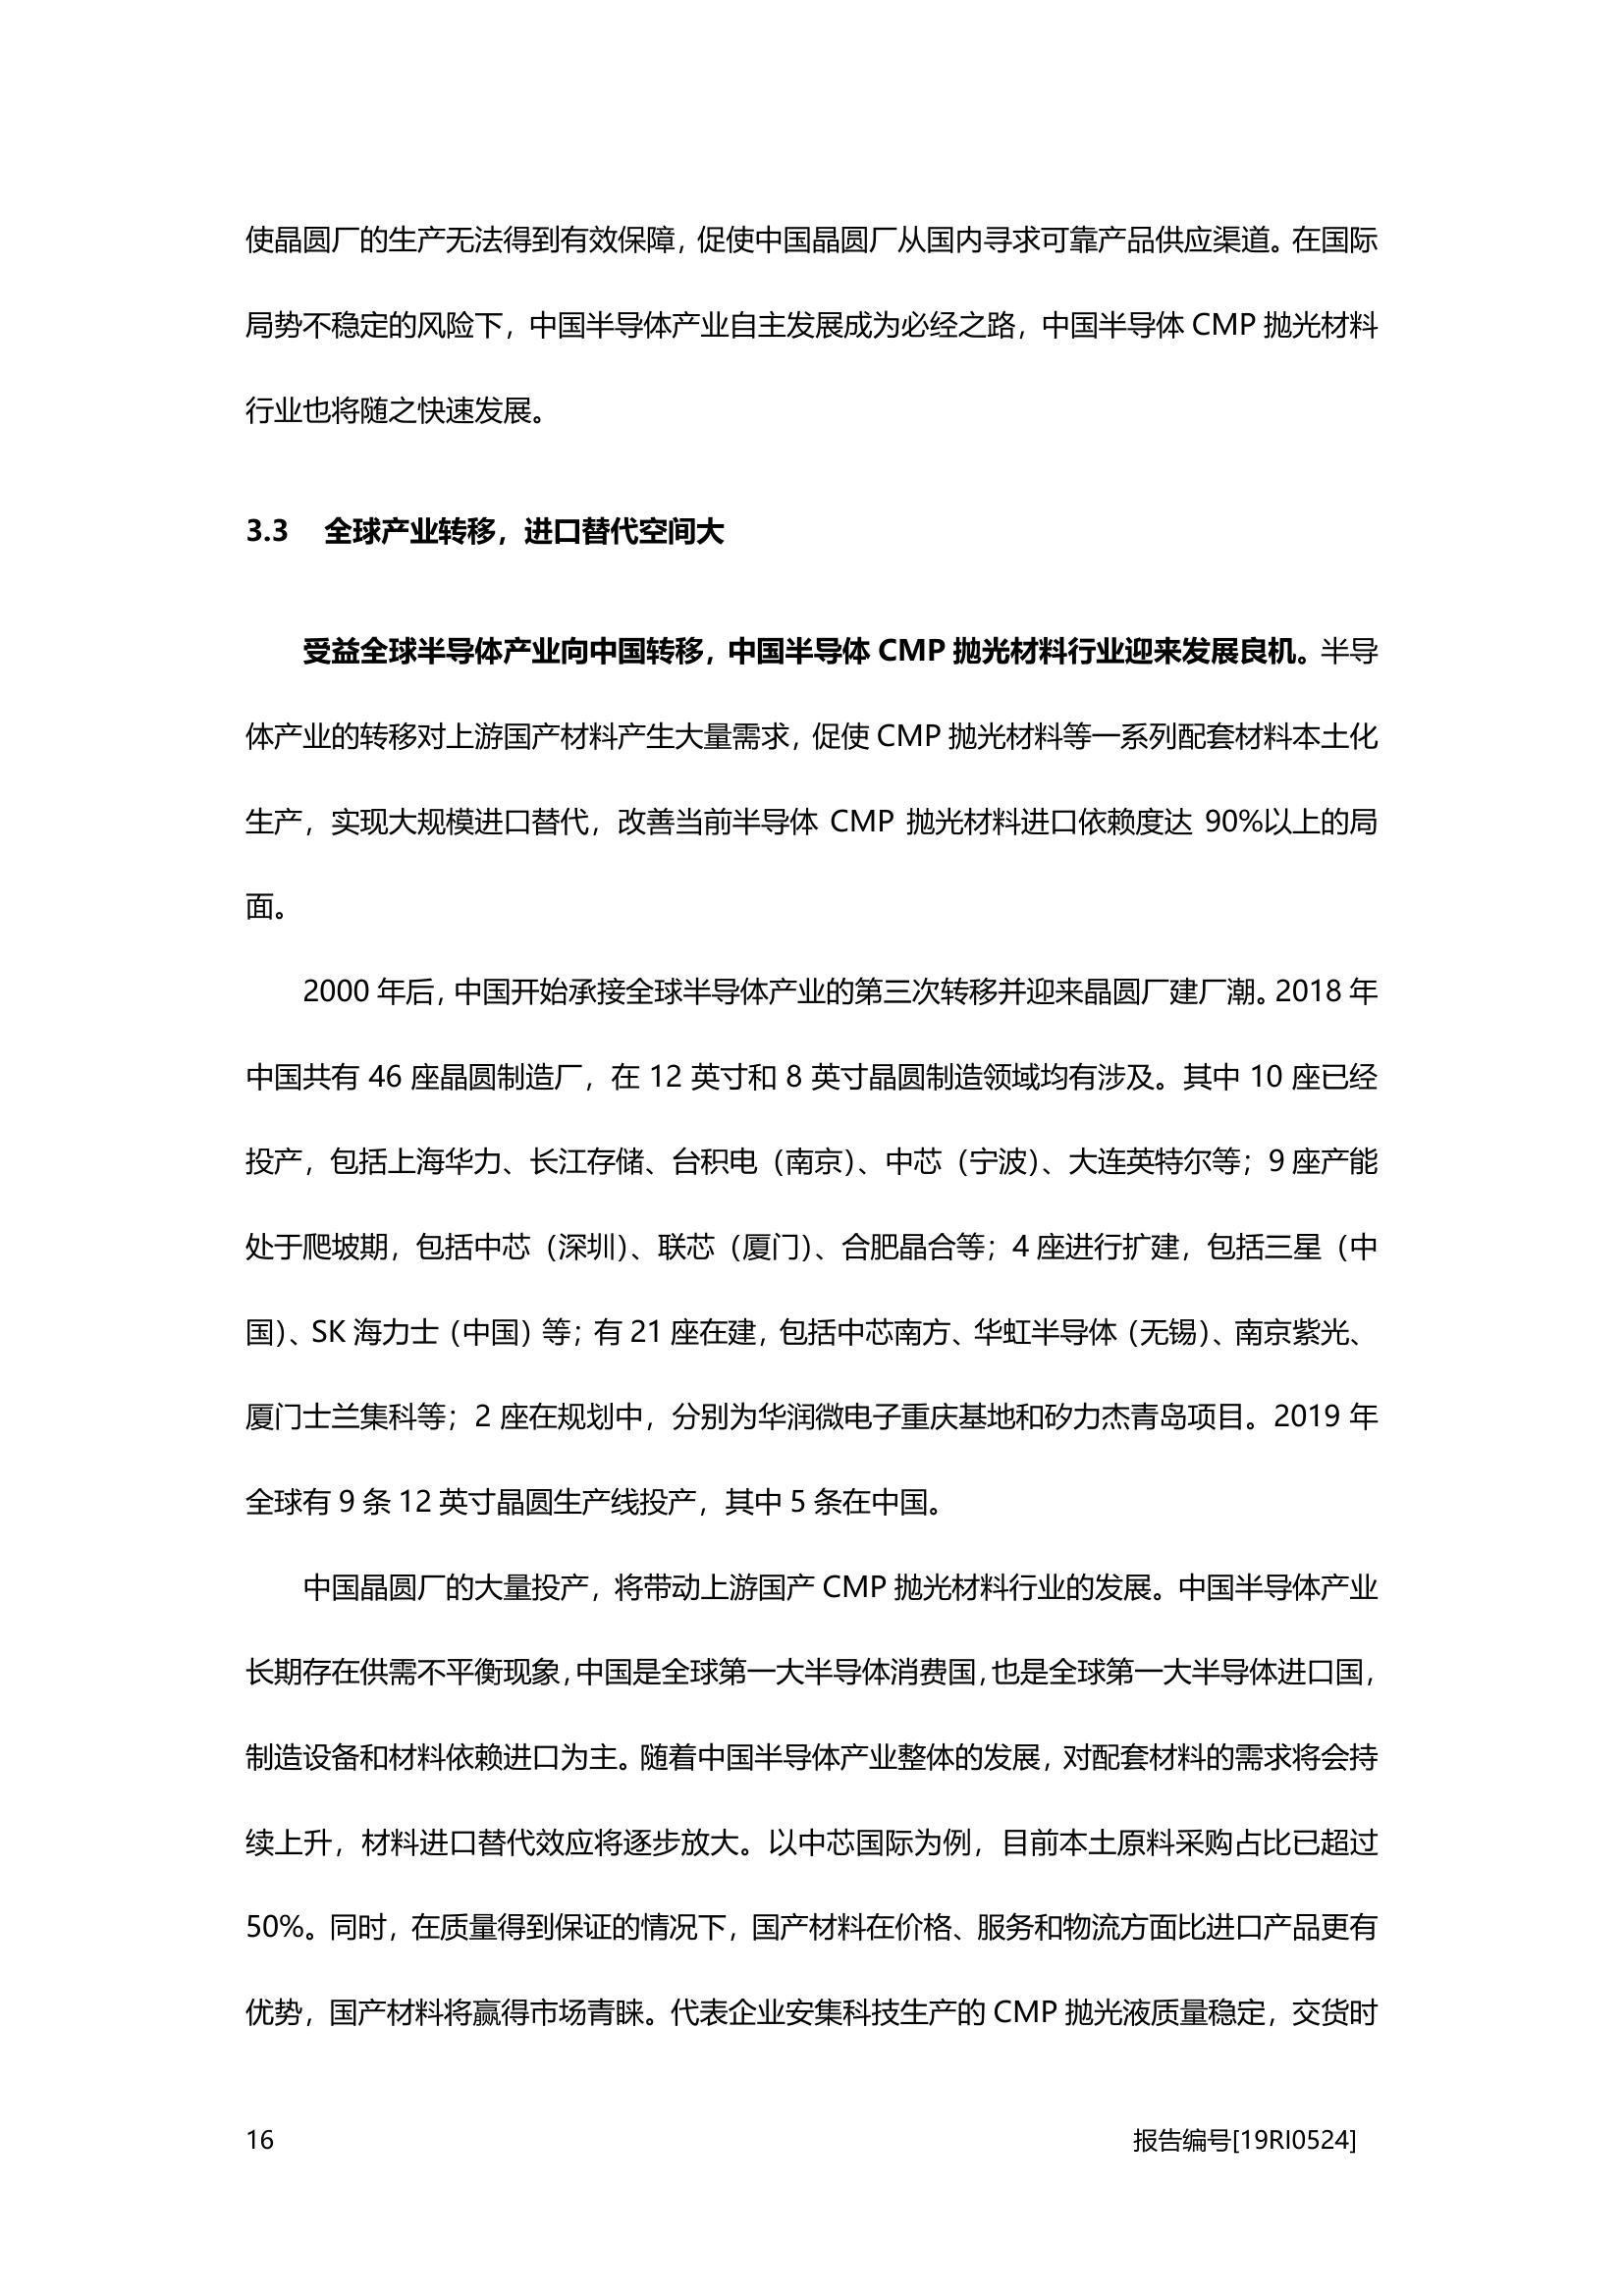 使晶圆厂的生产无法得到有效保障，促使中国晶圆厂从国内寻求可靠产品供应渠道。在国际
局势不稳定的风险下，中国半导体产业自主发展成为必经之路，中国半导体 CMP 抛光材料
行业也将随之快速发展。
3.3 全球产业转移，进口替代空间大
受益全球半导体产业向中国转移，中国半导体 CMP 抛光材料行业迎来发展良机。半导
体产业的转移对上游国产材料产生大量需求，促使 CMP 抛光材料等一系列配套材料本土化
生产，实现大规模进口替代，改善当前半导体 CMP 抛光材料进口依赖度达 90%以上的局
面。
2000 年后，中国开始承接全球半导体产业的第三次转移并迎来晶圆厂建厂潮。2018 年
中国共有 46 座晶圆制造厂，在 12 英寸和 8 英寸晶圆制造领域均有涉及。其中 10 座已经
投产，包括上海华力、长江存储、台积电（南京）、中芯（宁波）、大连英特尔等；9 座产能
处于爬坡期，包括中芯（深圳）、联芯（厦门）、合肥晶合等；4 座进行扩建，包括三星（中
国）、SK 海力士（中国）等；有 21 座在建，包括中芯南方、华虹半导体（无锡）、南京紫光、
厦门士兰集科等；2 座在规划中，分别为华润微电子重庆基地和矽力杰青岛项目。2019 年
全球有 9 条 12 英寸晶圆生产线投产，其中 5 条在中国。
中国晶圆厂的大量投产，将带动上游国产 CMP 抛光材料行业的发展。中国半导体产业
长期存在供需不平衡现象，中国是全球第一大半导体消费国，也是全球第一大半导体进口国，
制造设备和材料依赖进口为主。随着中国半导体产业整体的发展，对配套材料的需求将会持
续上升，材料进口替代效应将逐步放大。以中芯国际为例，目前本土原料采购占比已超过
50%。同时，在质量得到保证的情况下，国产材料在价格、服务和物流方面比进口产品更有
优势，国产材料将赢得市场青睐。代表企业安集科技生产的 CMP 抛光液质量稳定，交货时
16 报告编号[19RI0524]